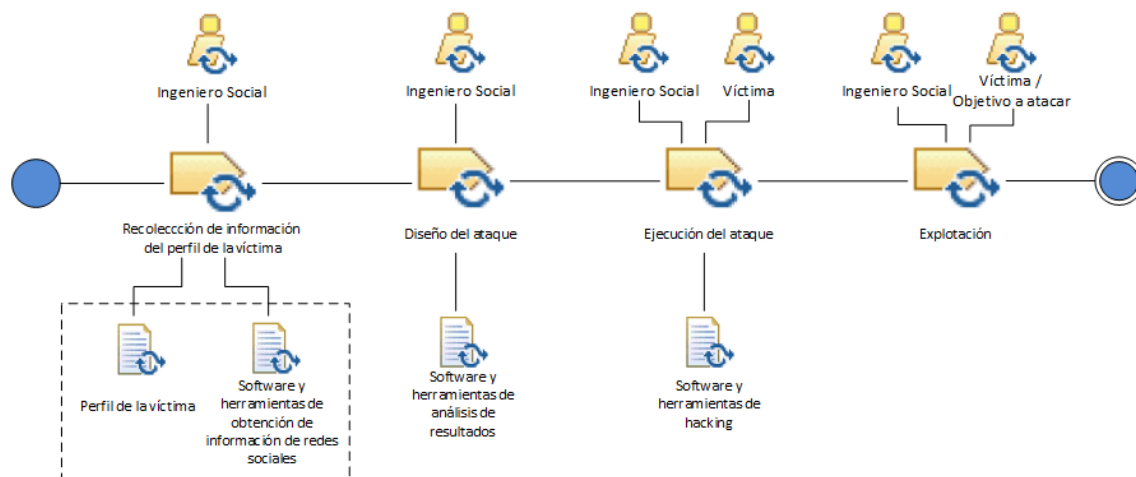 Ingeniero Social
Ingeniero Social
Ingeniero Social
Víctima
Ingeniero Social
Víctima /
Objetivo a atacar
Recoleccción de información
del perfil de la víctima
Diseño del ataque
Ejecución del ataque
Explotación
Perfil de la víctima
Software y
herramientas de
obtención de
información de redes
sociales
Software y
herramientas de
análisis de
resultados
Software y
herramientas de
hacking